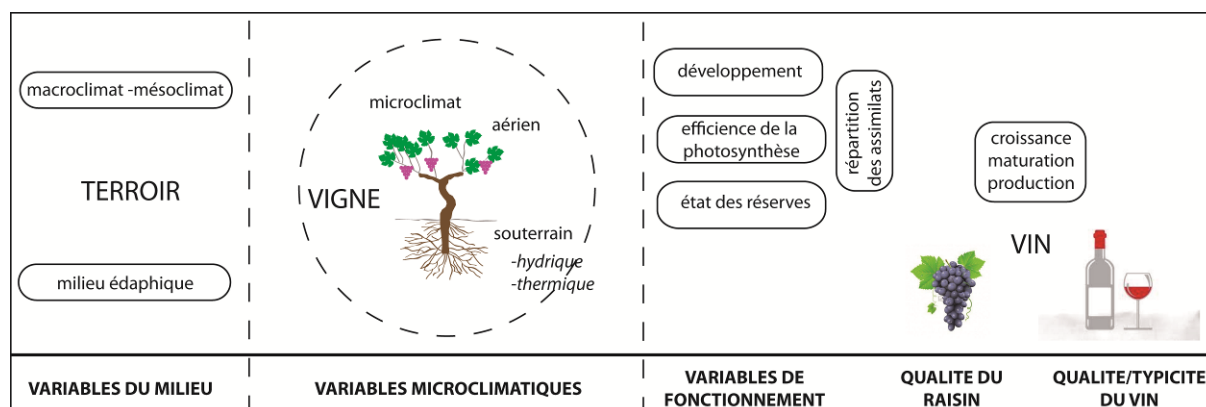 macroclimat -mésoclimat
TERROIR
milieu édaphique
microclimat
aérien
VIGNE
souterrain
-hydrique
-thermique
développement
efficience de la
photosynthèse
état des réserves
répartition
des assimilats
croissance
maturation
production
VIN
VARIABLES DU MILIEU
VARIABLES MICROCLIMATIQUES
VARIABLES DE
FONCTIONNEMENT
QUALITE DU
RAISIN
QUALITE/TYPICITE
DU VIN